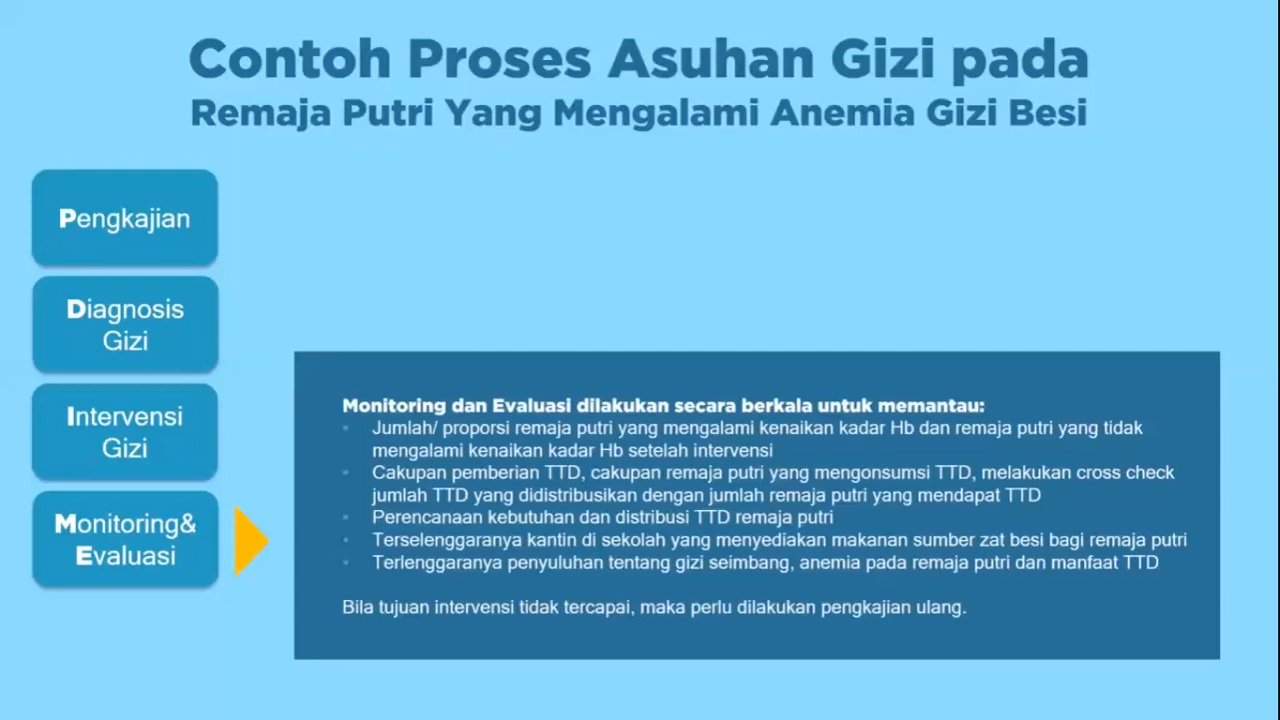 Contoh Proses Asuhan Gizi pada
Remaja Putri Yang Mengalami Anemia Gizi Besi
Pengkajian
Diagnosis
Gizi
Intervensi
Gizi
Monitoring&
Evaluasi
Monitoring dan Evaluasi dilakukan secara berkala untuk memantau:
• Jumlah/ proporsi remaja putri yang mengalami kenaikan kadar Hb dan remaja putri yang tidak
mengalami kenaikan kadar Hb setelah intervensi
• Cakupan pemberian TTD, cakupan remaja putri yang mengonsumsi TTD, melakukan cross check
jumlah TTD yang didistribusikan dengan jumlah remaja putri yang mendapat TTD
• Perencanaan kebutuhan dan distribusi TTD remaja putri
• Terselenggaranya kantin di sekolah yang menyediakan makanan sumber zat besi bagi remaja putri
• Terlenggaranya penyuluhan tentang gizi seimbang, anemia pada remaja putri dan manfaat TTD
Bila tujuan intervensi tidak tercapai, maka perlu dilakukan pengkajian ulang.